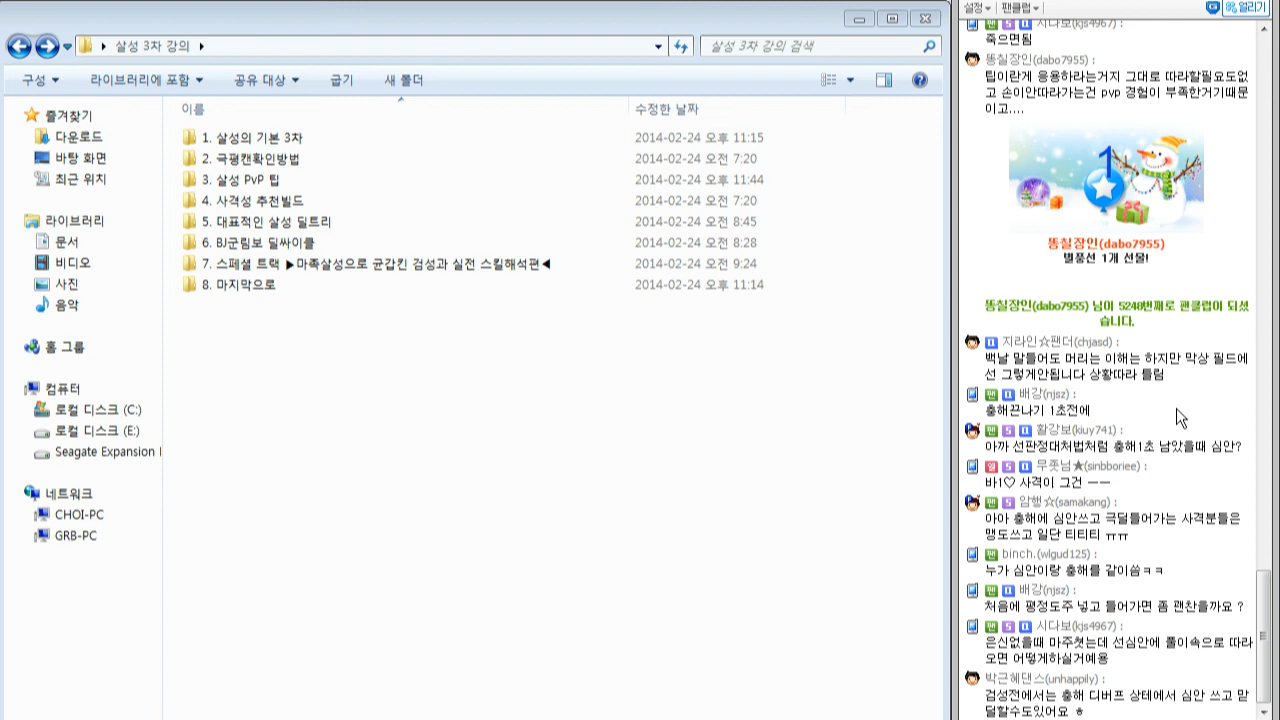 살성 3차 강의
살성 3차 강의 검색
구성
라이브러리에 포함
공유 대상
굽기
새 폴더
즐겨찾기
다운로드
바탕 화면
최근 위치
라이브러리
문서
비디오
사진
음악
홈 그룹
컴퓨터
로컬 디스크 (C:)
로컬 디스크 (E:)
Seagate Expansion
네트워크
CHOI-PC
GRB-PC
이름
수정한 날짜
1. 살성의 기본 3차
2014-02-24 오후 11:15
2. 극평캔확인방법
2014-02-24 오전 7:20
3. 살성 PvP 팁
2014-02-24 오후 11:44
4. 사격성 추천빌드
2014-02-24 오전 7:20
5. 대표적인 살성 딜트리
2014-02-24 오전 8:45
6. BJ군림보 딜싸이클
2014-02-24 오전 8:28
7. 스페셜 트랙 ▶마족살성으로 균갑킨 검성과 실전 스킬해석편◀
2014-02-24 오전 9:24
8. 마지막으로
2014-02-24 오후 11:14
설정
팬클럽
얼리기
팬 5 시다보(kjs4967) :
죽으면됨
똥칠장인(dabo7955) :
팁이란게 응용하라는거지 그대로 따라할필요도없
고 손이안따라가는건 pvp 경험이 부족한거기때문
이고....
1
똥칠장인(dabo7955)
별풍선 1개 선물!
똥칠장인(dabo7955) 님이 5248번째로 팬클럽이 되셨
습니다.
지라인☆팬더(chjasd) :
백날 말들어도 머리는 이해는 하지만 막상 필드에
선 그렇게안됩니다 상황따라 틀림
팬 배강(njsz) :
충해끈나기 1초전에
팬 5 활강보(kiuy741) :
아까 선판정대처법처럼 충해1초 남았을때 심안?
열 5 무좃님★(sinbboriee) :
바1♡ 사격이 그건 ㅡㅡ
팬 5 암행☆(samakang) :
아아 충해에 심안쓰고 극딜들어가는 사격분들은
맹도쓰고 일단 티티티 ㅠㅠ
팬 binch.(wlgud125) :
누가 심안이랑 충해를 같이씀ㅋㅋ
팬 배강(njsz) :
처음에 평정도주 넣고 들어가면 좀 괜찬을까요 ?
팬 5 시다보(kjs4967) :
은신없을때 마주쳣는데 선심안에 풀이속으로 따라
오면 어떻게하실거예용
박근혜댄스(unhappily) :
검성전에서는 충해 디버프 상테에서 심안 쓰고 맏
딜할수도있어요 ㅎ